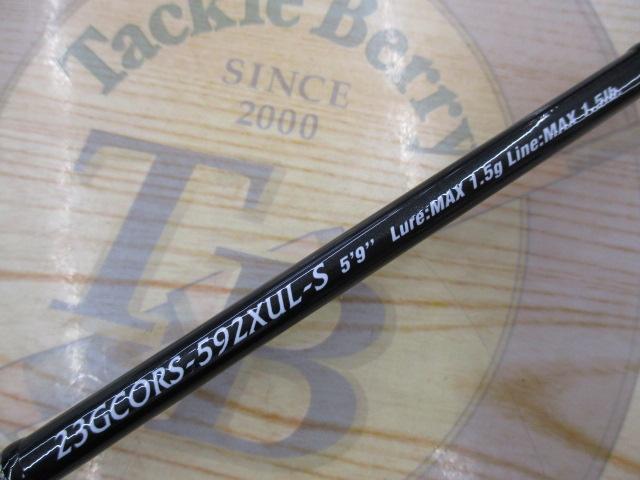 Tackle Berry
SINCE
2000
TB
23GCORS-592XUL-S 5'9" Lure:MAX 1.5g Line:MAX 1.5lb.